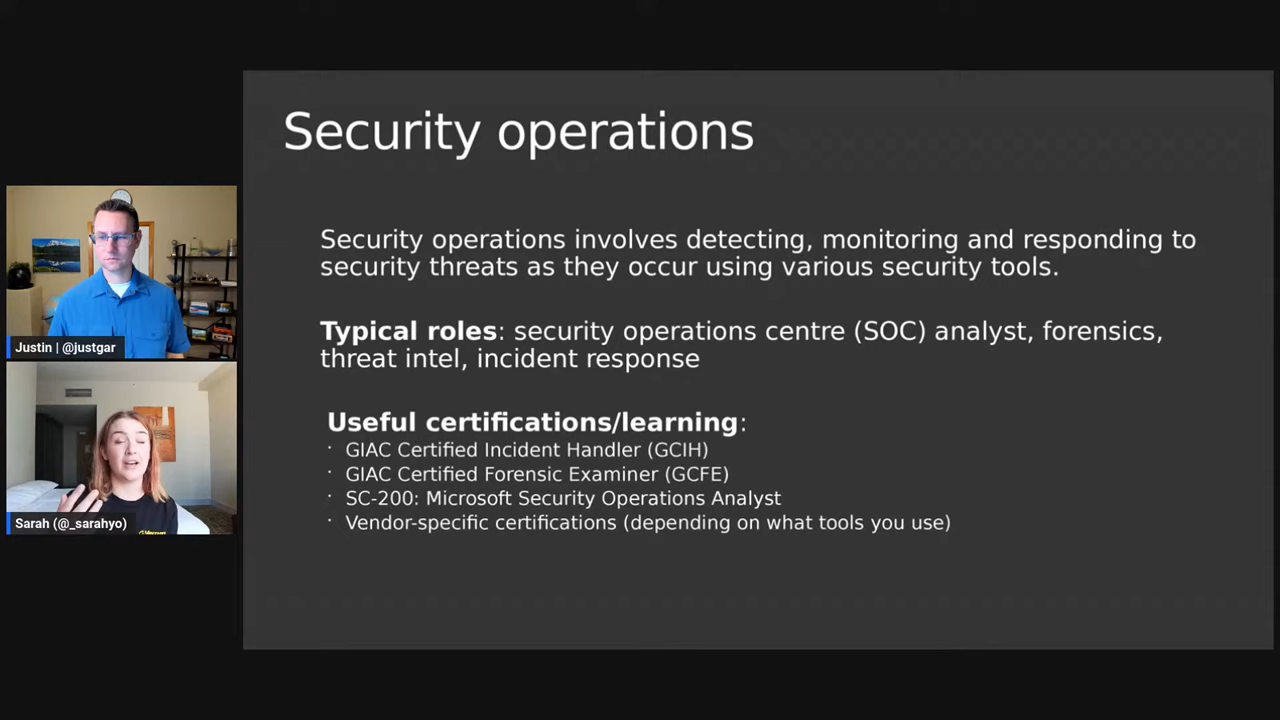 Security operations
Security operations involves detecting, monitoring and responding to
security threats as they occur using various security tools.
Typical roles: security operations centre (SOC) analyst, forensics,
threat intel, incident response
Useful certifications/learning:
· GIAC Certified Incident Handler (GCIH)
· GIAC Certified Forensic Examiner (GCFE)
· SC-200: Microsoft Security Operations Analyst
· Vendor-specific certifications (depending on what tools you use)
Justin | @justgar
Sarah (@_sarahyo)